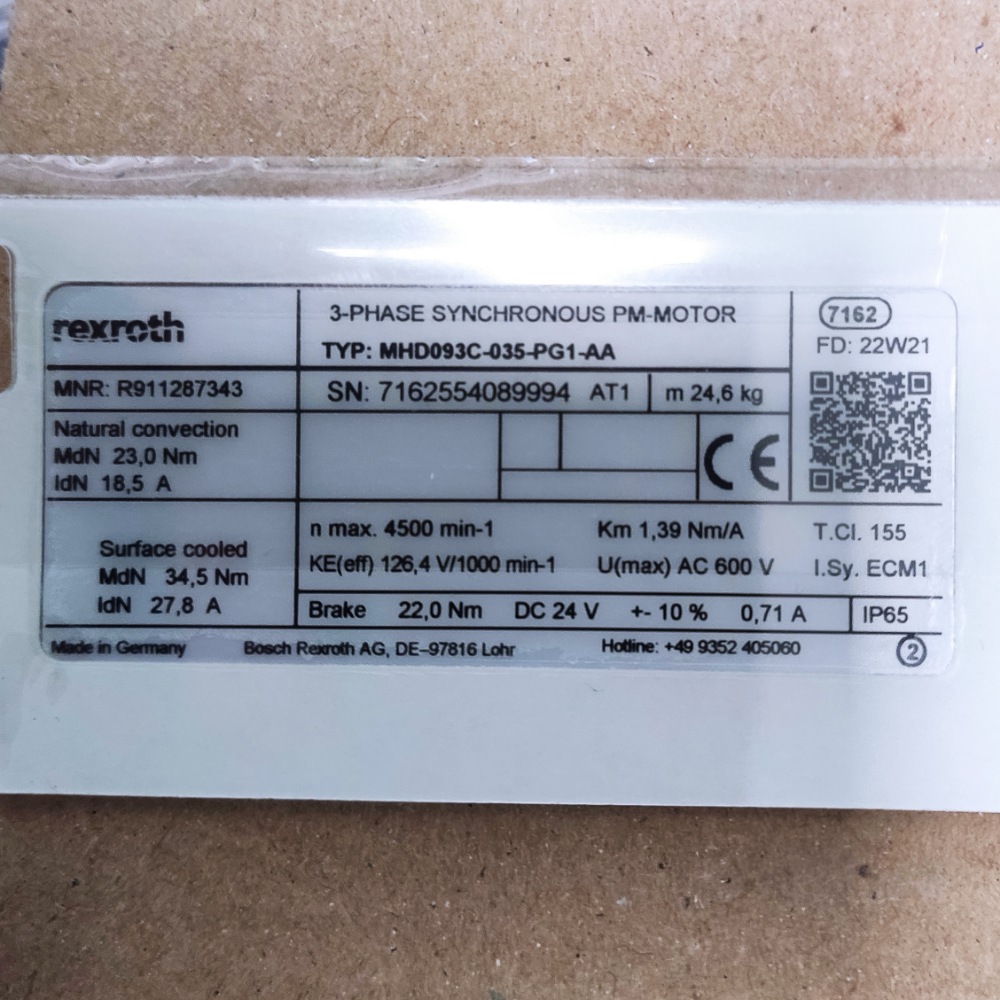 rexroth
3-PHASE SYNCHRONOUS PM-MOTOR
TYP: MHD093C-035-PG1-AA
7162
FD: 22W21
MNR: R911287343
SN: 7162554089994 AT1
m 24,6 kg
Natural convection
MdN 23,0 Nm
IdN 18,5 A
CE
Surface cooled
MdN 34,5 Nm
IdN 27,8 A
n max. 4500 min-1
Km 1,39 Nm/A
T.Cl. 155
KE(eff) 126,4 V/1000 min-1
U(max) AC 600 V
I.Sy. ECM1
Brake 22,0 Nm DC 24 V +- 10 % 0,71 A
IP65
Made in Germany
Bosch Rexroth AG, DE-97816 Lohr
Hotline: +49 9352 405060
2